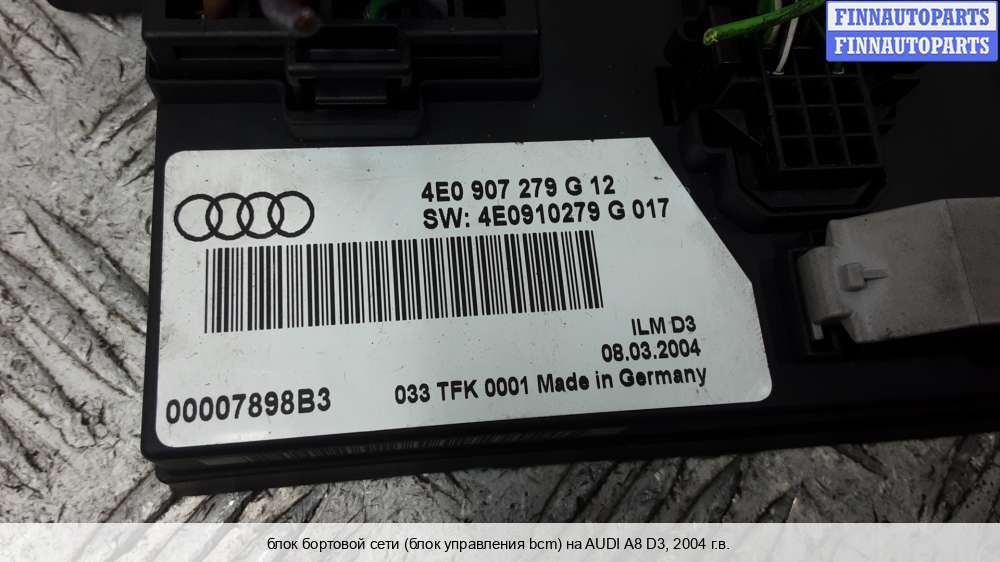 FINNAUTOPARTS
FINNAUTOPARTS
4E0 907 279 G 12
SW: 4E0910279 G 017
ILM D3
08.03.2004
00007898B3
033 TFK 0001 Made in Germany
блок бортовой сети (блок управления bcm) на AUDI A8 D3, 2004 г.в.